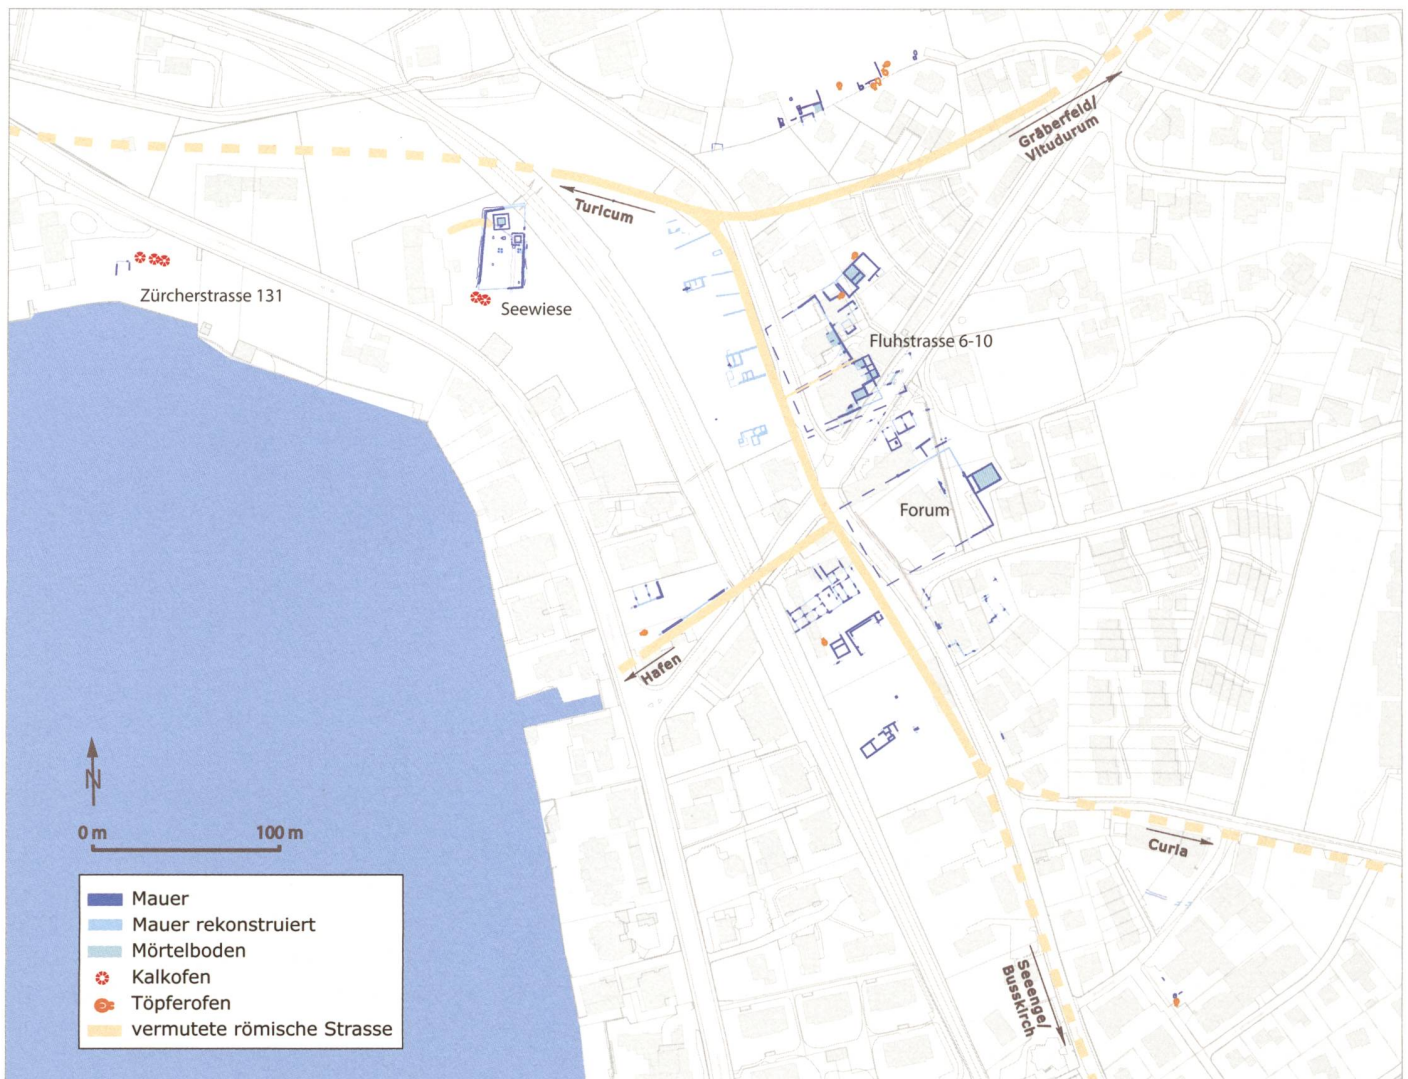 Gräberfeld/
Vitudurum
Turicum
Zürcherstrasse 131
Seewiese
Fluhstrasse 6-10
Forum
Hafen
N
0 m 100 m
Curia
Seeenge/
Busskirch
Mauer
Mauer rekonstruiert
Mörtelboden
Kalkofen
Töpferofen
vermutete römische Strasse